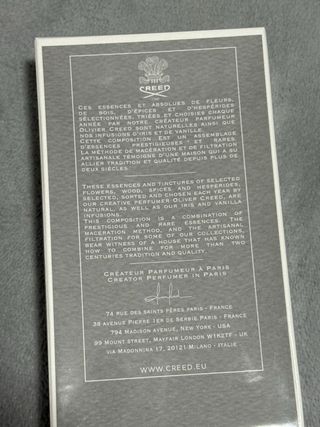 CREED
CES ESSENCES ET ABSOLUES DE FLEURS,
DE BOIS, D'ÉPICES ET D'HESPÉRIDES
SÉLECTIONNÉES, TRIÉES ET CHOISIES CHAQUE
ANNÉE PAR NOTRE CRÉATEUR PARFUMEUR
OLIVIER CREED SONT NATURELLES AINSI QUE
NOS INFUSIONS D'IRIS ET DE VANILLE.
CETTE COMPOSITION EST UN ASSEMBLAGE
D'ESSENCES PRESTIGIEUSES ET RARES.
LA MÉTHODE DE MACÉRATION ET DE FILTRATION
ARTISANALE TÉMOIGNE D'UNE MAISON QUI A SU
ALLIER TRADITION ET QUALITÉ DEPUIS PLUS DE
DEUX SIÈCLES.
THESE ESSENCES AND TINCTURES OF SELECTED
FLOWERS, WOOD, SPICES AND HESPERIDES
SELECTED, SORTED AND CHOSEN EACH YEAR BY
OUR CREATIVE PERFUMER OLIVIER CREED, ARE
NATURAL, AS WELL AS OUR IRIS AND VANILLA
INFUSIONS.
THIS COMPOSITION IS A COMBINATION OF
PRESTIGIOUS AND RARE ESSENCES. THE
MACERATION METHOD, AND THE ARTISANAL
FILTRATION FOR SOME OF OUR COLLECTIONS,
BEAR WITNESS OF A HOUSE THAT HAS KNOWN
HOW TO COMBINE FOR MORE THAN TWO
CENTURIES TRADITION AND QUALITY.
CRÉATEUR PARFUMEUR À PARIS
CREATOR PERFUMER IN PARIS
74 RUE DES SAINTS PÈRES PARIS - FRANCE
38 AVENUE PIERRE 1ER DE SERBIE PARIS - FRANCE
794 MADISON AVENUE, NEW YORK - USA
99 MOUNT STREET, MAYFAIR LONDON W1K2TF - UK
VIA MADONNINA 17, 20121 MILANO - ITALIE
WWW.CREED.EU